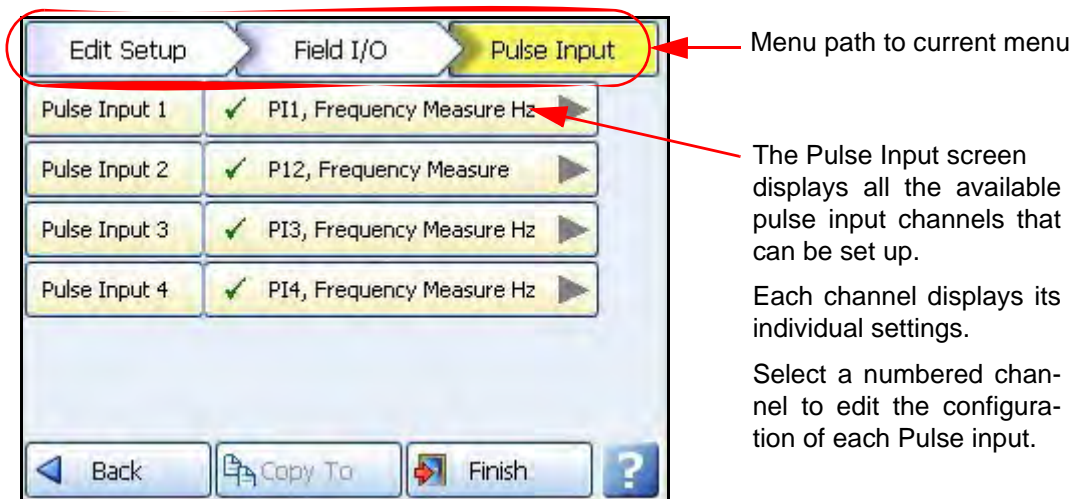 Edit Setup Field I/O Pulse Input
Menu path to current menu
Pulse Input 1 PI1, Frequency Measure Hz
Pulse Input 2 P12, Frequency Measure
Pulse Input 3 PI3, Frequency Measure Hz
Pulse Input 4 PI4, Frequency Measure Hz
Back Copy To Finish ?
The Pulse Input screen
displays all the available
pulse input channels that
can be set up.
Each channel displays its
individual settings.
Select a numbered chan-
nel to edit the configura-
tion of each Pulse input.